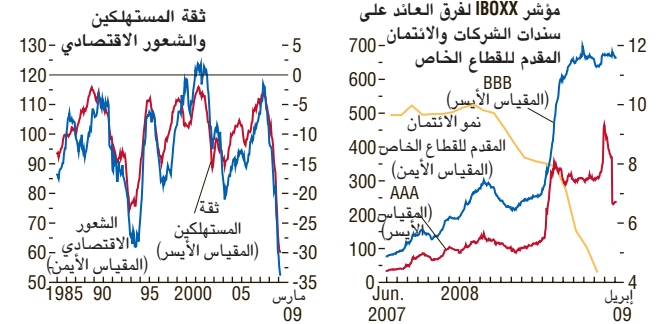 مؤشر IBOXX لفرق العائد على
سندات الشركات والائتمان
المقدم للقطاع الخاص
700
600
500
400
300
200
100
0
12
10
8
6
4
BBB
(المقياس الأيسر)
نمو الائتمان
المقدم للقطاع الخاص
(المقياس الأيمن)
AAA
(المقياس
الأيسر)
Jun.
2007
2008
إبريل
09
ثقة المستهلكين
والشعور الاقتصادي
130
120
110
100
90
80
70
60
50
5
0
-5
-10
-15
-20
-25
-30
-35
ثقة
المستهلكين
(المقياس الأيسر)
الشعور
الاقتصادي
(المقياس الأيمن)
1985
90
95
2000
05
مارس
09